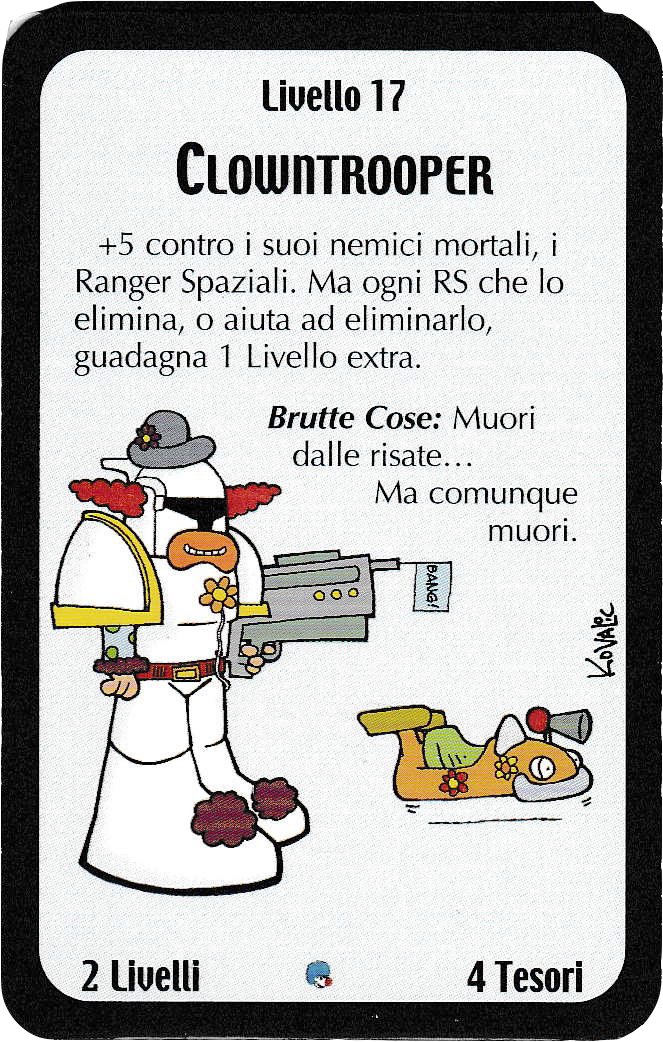 Livello 17
CLOWNTROOPER
+5 contro i suoi nemici mortali, i
Ranger Spaziali. Ma ogni RS che lo
elimina, o aiuta ad eliminarlo,
guadagna 1 Livello extra.
Brutte Cose: Muori
dalle risate...
Ma comunque
muori.
BANG!
KOVALIC
2 Livelli
4 Tesori